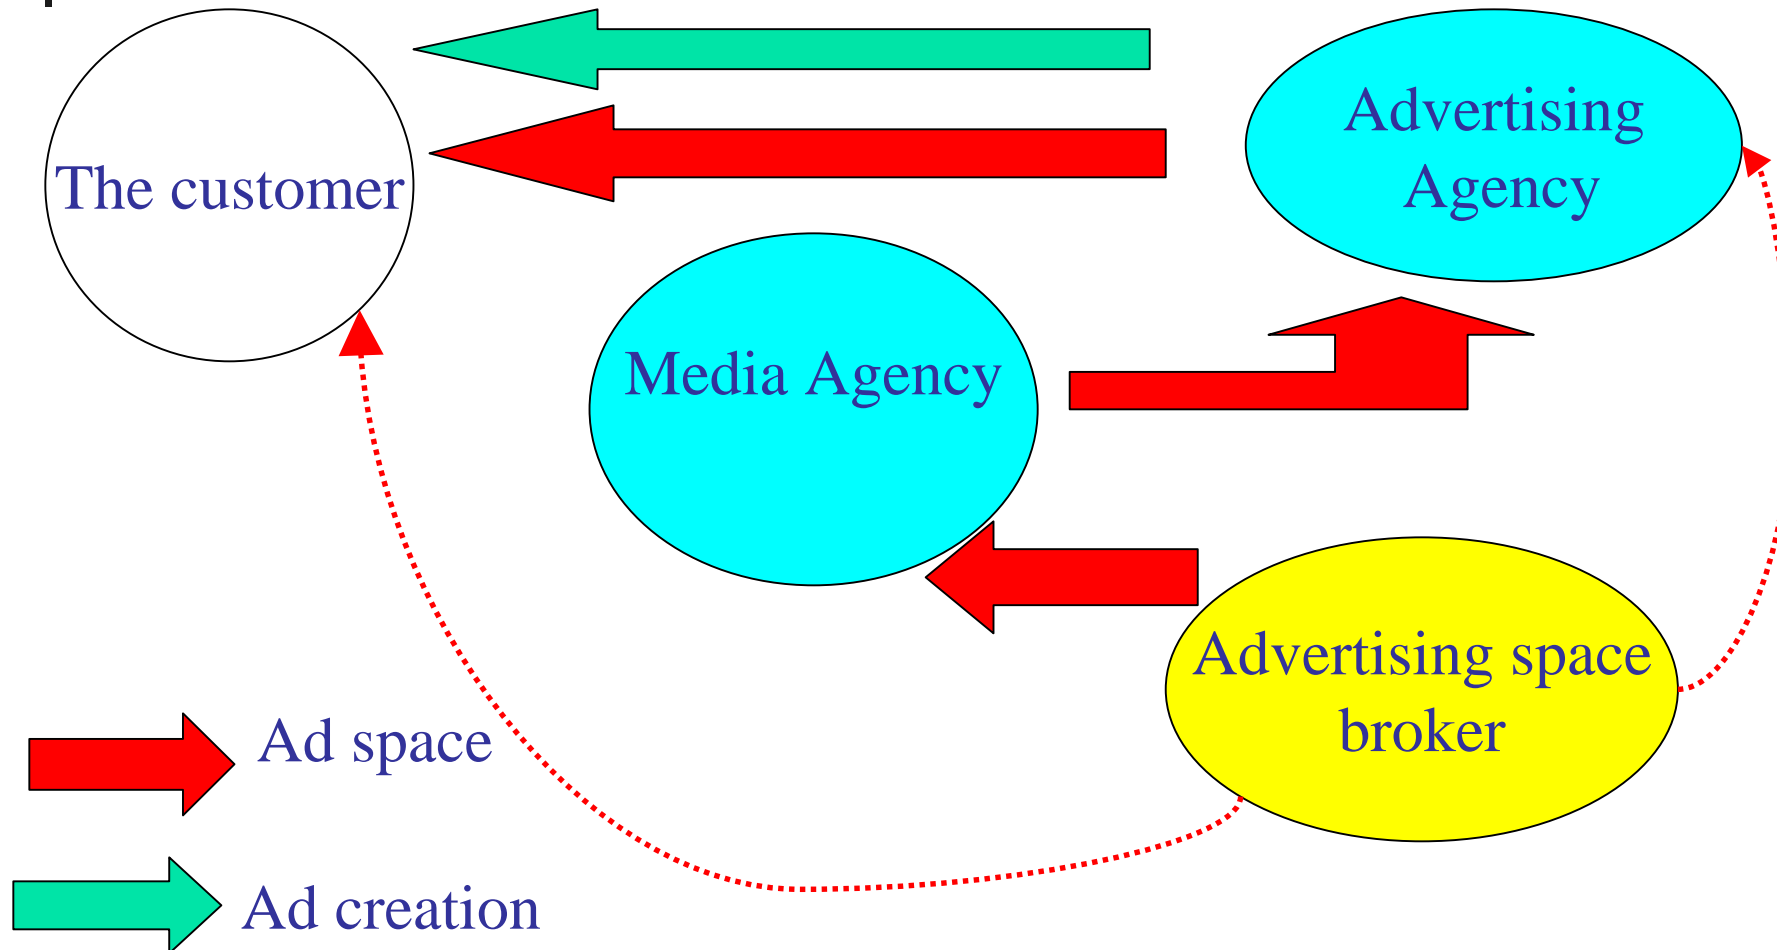 The customer
Advertising
Agency
Media Agency
Advertising space
broker
Ad space
Ad creation